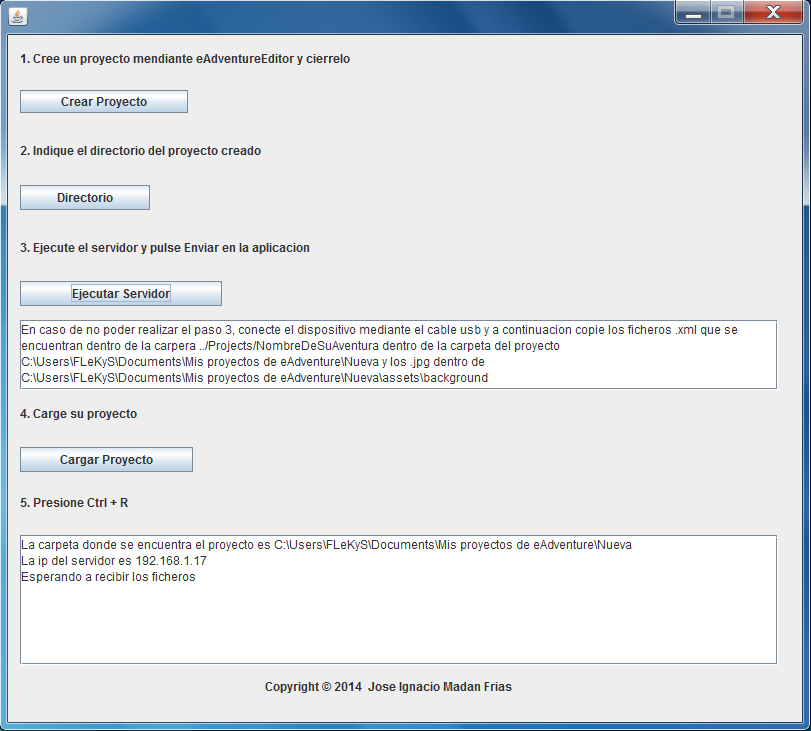 1. Cree un proyecto mendiante eAdventureEditor y cierrelo
Crear Proyecto
2. Indique el directorio del proyecto creado
Directorio
3. Ejecute el servidor y pulse Enviar en la aplicacion
Ejecutar Servidor
En caso de no poder realizar el paso 3, conecte el dispositivo mediante el cable usb y a continuacion copie los ficheros .xml que se
encuentran dentro de la carpera ../Projects/NombreDeSuAventura dentro de la carpeta del proyecto
C:\Users\FLeKyS\Documents\Mis proyectos de eAdventure\Nueva y los .jpg dentro de
C:\Users\FLeKyS\Documents\Mis proyectos de eAdventure\Nueva\assets\background
4. Carge su proyecto
Cargar Proyecto
5. Presione Ctrl + R
La carpeta donde se encuentra el proyecto es C:\Users\FLeKyS\Documents\Mis proyectos de eAdventure\Nueva
La ip del servidor es 192.168.1.17
Esperando a recibir los ficheros
Copyright © 2014 Jose Ignacio Madan Frias